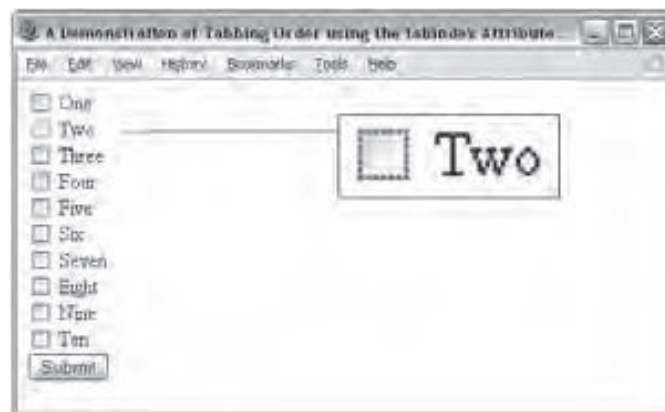 A Demonstration of Tabbing Order using the tabindex Attribute...
File Edit View History Bookmarks Tools Help
One
Two
Two
Three
Four
Five
Six
Seven
Eight
Nine
Ten
Submit